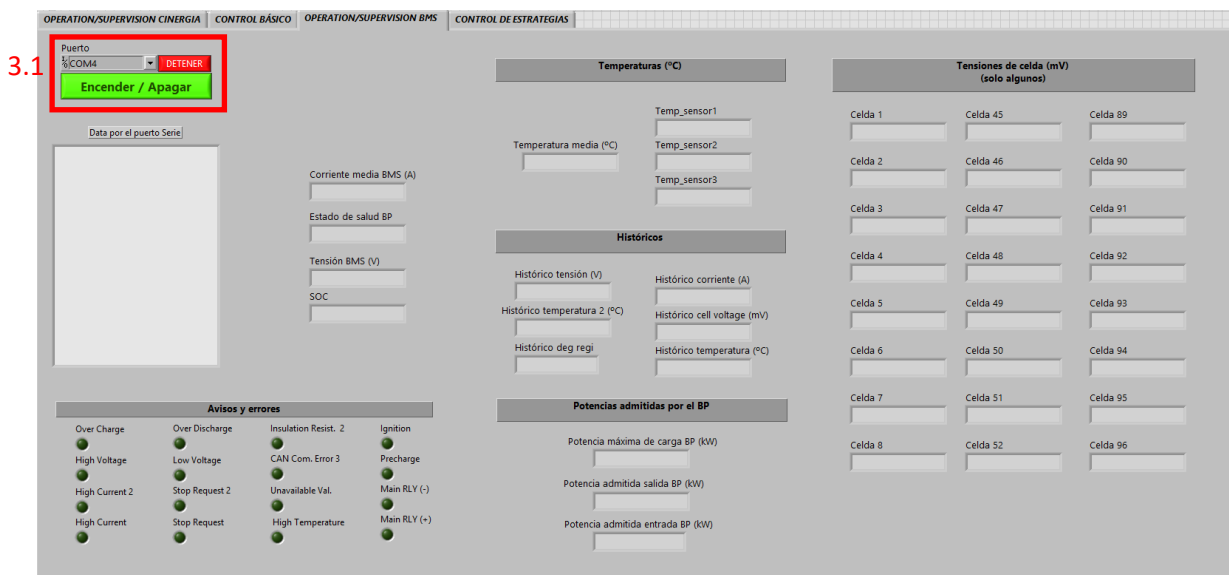 OPERATION/SUPERVISION CINERGIA
CONTROL BÁSICO
OPERATION/SUPERVISION BMS
CONTROL DE ESTRATEGIAS
3.1
Puerto
COM4
DETENER
Encender / Apagar
Data por el puerto Serie
Corriente media BMS (A)
Estado de salud BP
Tensión BMS (V)
SOC
Avisos y errores
Over Charge
Over Discharge
Insulation Resist. 2
Ignition
High Voltage
Low Voltage
CAN Com. Error 3
Precharge
High Current 2
Stop Request 2
Unavailable Val.
Main RLY (-)
High Current
Stop Request
High Temperature
Main RLY (+)
Temperaturas (ºC)
Temp_sensor1
Temperatura media (ºC)
Temp_sensor2
Temp_sensor3
Históricos
Histórico tensión (V)
Histórico corriente (A)
Histórico temperatura 2 (ºC)
Histórico cell voltage (mV)
Histórico deg regi
Histórico temperatura (ºC)
Potencias admitidas por el BP
Potencia máxima de carga BP (kW)
Potencia admitida salida BP (kW)
Potencia admitida entrada BP (kW)
Tensiones de celda (mV)
(solo algunos)
Celda 1
Celda 45
Celda 89
Celda 2
Celda 46
Celda 90
Celda 3
Celda 47
Celda 91
Celda 4
Celda 48
Celda 92
Celda 5
Celda 49
Celda 93
Celda 6
Celda 50
Celda 94
Celda 7
Celda 51
Celda 95
Celda 8
Celda 52
Celda 96